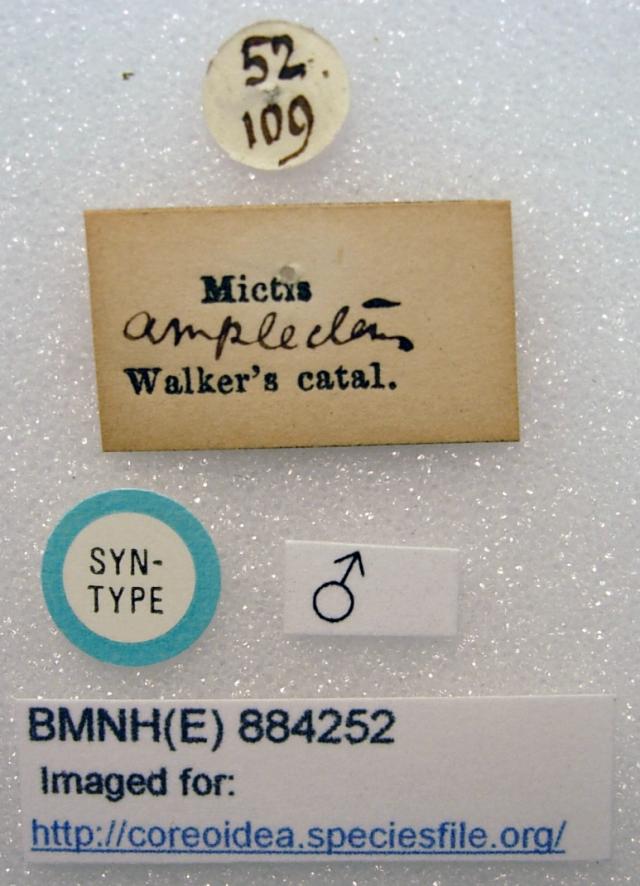 52.
109
Mictis
amplectens
Walker's catal.
SYN-
TYPE
♂
BMNH(E) 884252
Imaged for:
http://coreoidea.speciesfile.org/